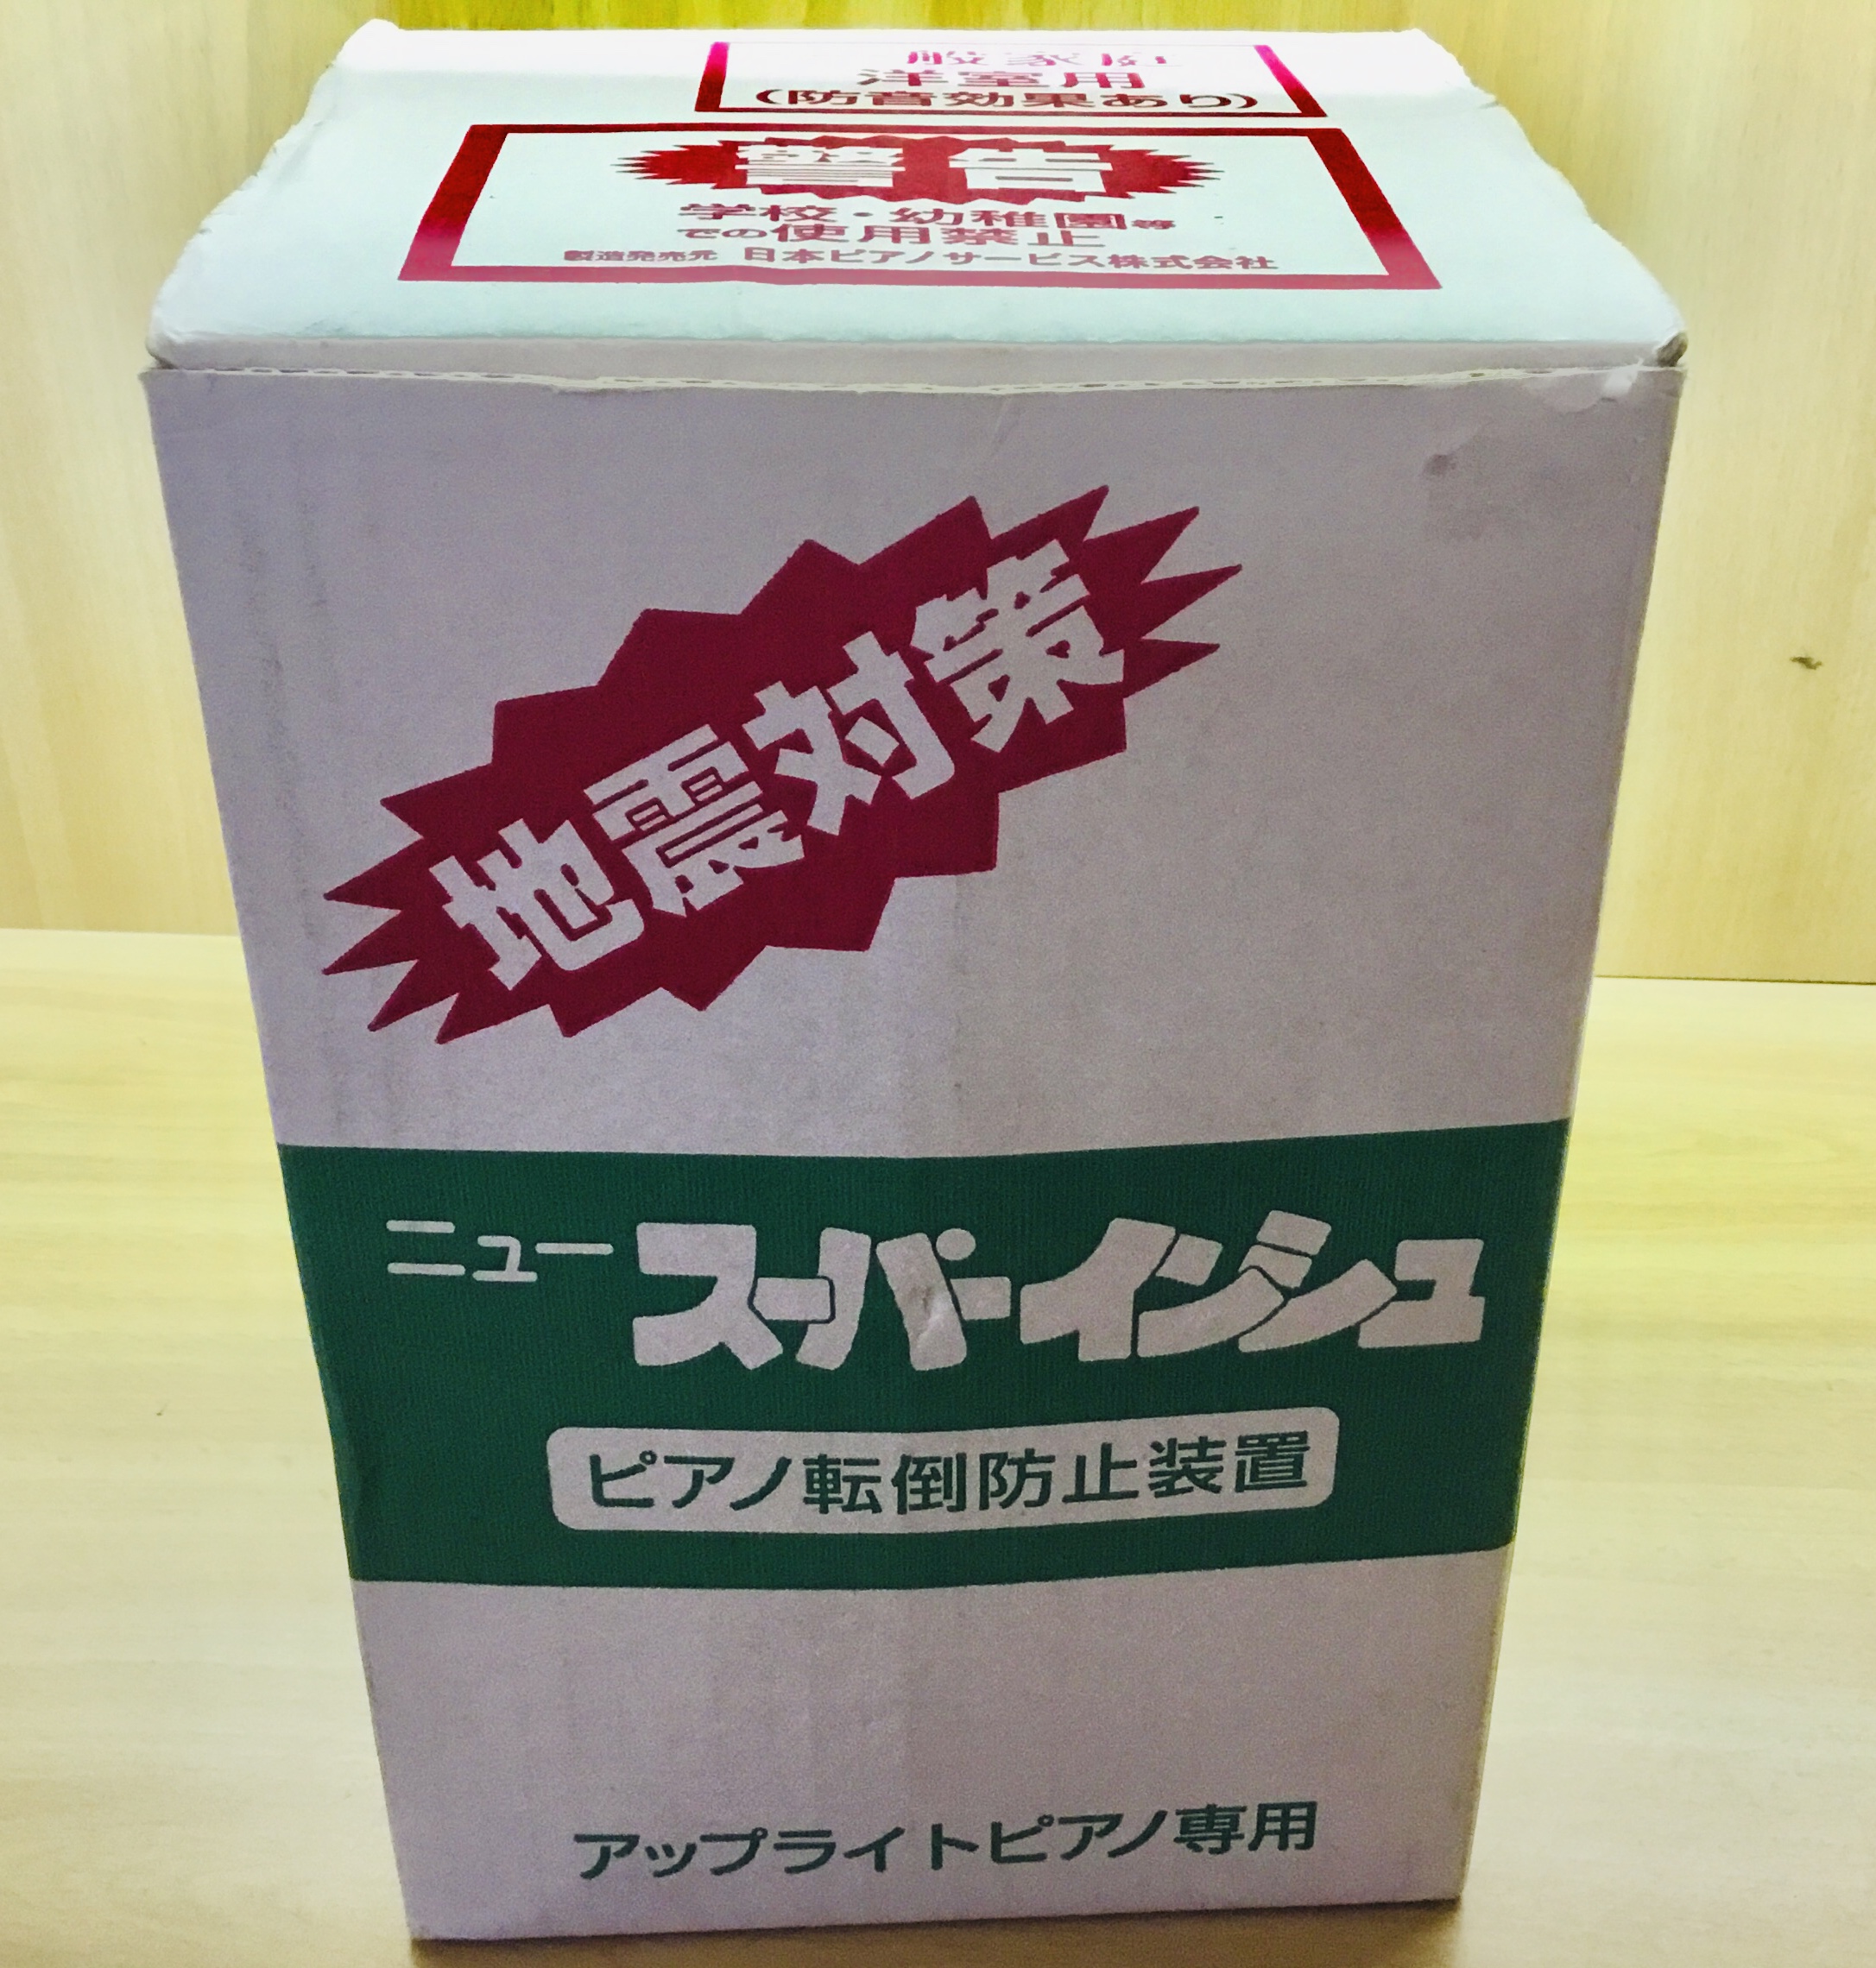 一般家庭
洋室用
(防音効果あり)
警告
学校・幼稚園等
での使用禁止
製造発売元 日本ピアノサービス株式会社
地震対策
ニュースーパーインシュ
ピアノ転倒防止装置
アップライトピアノ専用